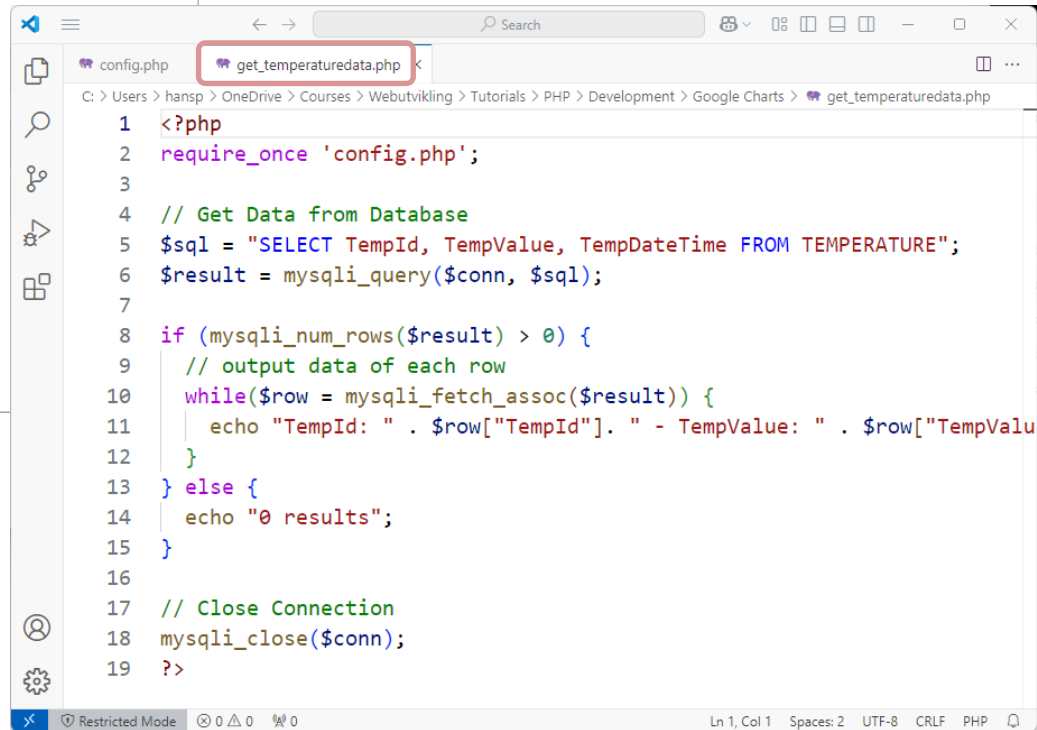 Search
config.php
get_temperaturedata.php
C: > Users > hansp > OneDrive > Courses > Webutvikling > Tutorials > PHP > Development > Google Charts > get_temperaturedata.php
1 <?php
2 require_once 'config.php';
3
4 // Get Data from Database
5 $sql = "SELECT TempId, TempValue, TempDateTime FROM TEMPERATURE";
6 $result = mysqli_query($conn, $sql);
7
8 if (mysqli_num_rows($result) > 0) {
9 // output data of each row
10 while($row = mysqli_fetch_assoc($result)) {
11 echo "TempId: " . $row["TempId"]. " - TempValue: " . $row["TempValu
12 }
13 } else {
14 echo "0 results";
15 }
16
17 // Close Connection
18 mysqli_close($conn);
19 ?>
Restricted Mode 0 0 0 Ln 1, Col 1 Spaces: 2 UTF-8 CRLF PHP